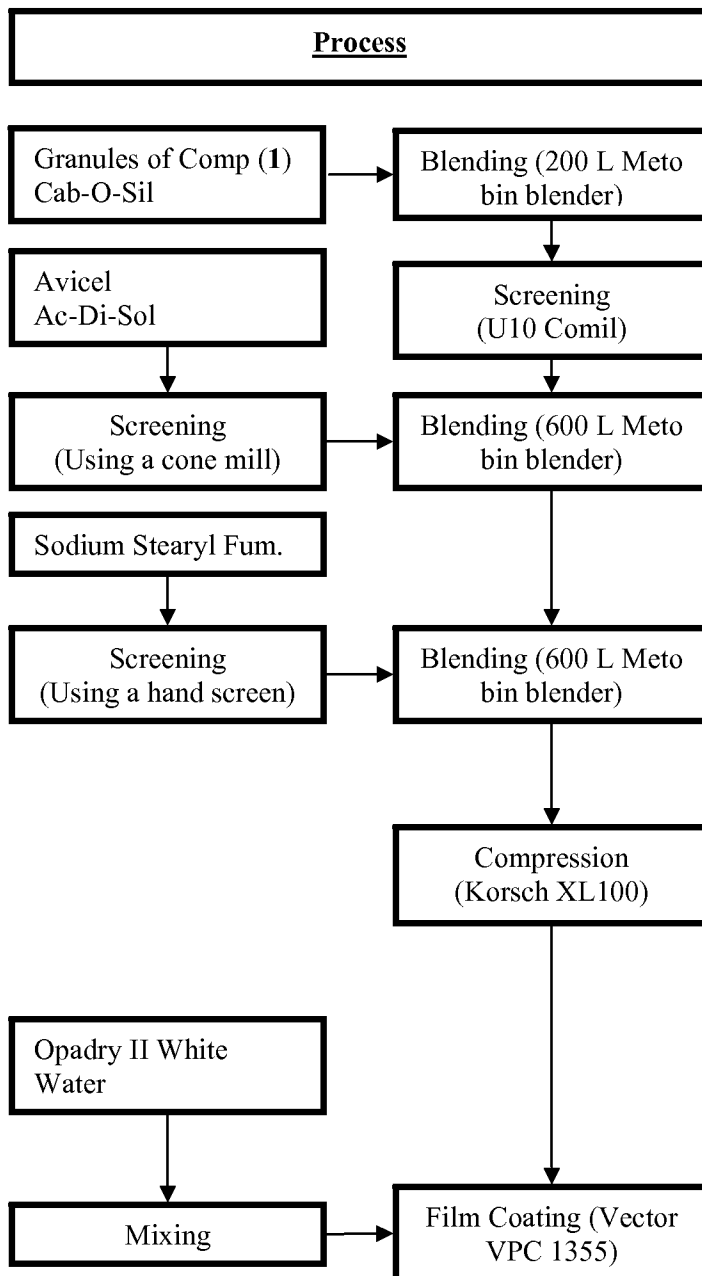 Process
Granules of Comp (1)
Cab-O-Sil
Blending (200 L Meto
bin blender)
Avicel
Ac-Di-Sol
Screening
(U10 Comil)
Screening
(Using a cone mill)
Blending (600 L Meto
bin blender)
Sodium Stearyl Fum.
Screening
(Using a hand screen)
Blending (600 L Meto
bin blender)
Compression
(Korsch XL100)
Opadry II White
Water
Mixing
Film Coating (Vector
VPC 1355)